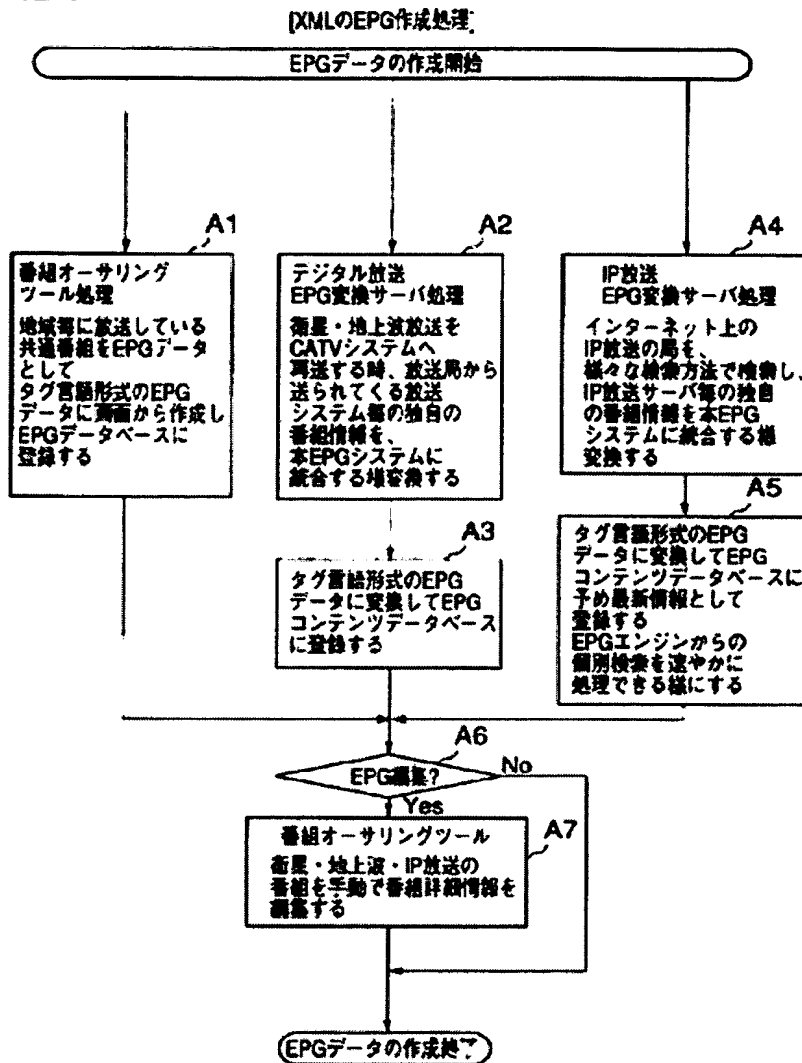 [XMLのEPG作成処理]
EPGデータの作成開始
A1
番組オーサリング
ツール処理
地域毎に放送している
共通番組をEPGデータ
として
タグ言語形式のEPG
データに画面から作成し
EPGデータベースに
登録する
A2
デジタル放送
EPG変換サーバ処理
衛星・地上波放送を
CATVシステムへ
再送する時、放送局から
送られてくる放送
システム毎の独自の
番組情報を、
本EPGシステムに
統合する様変換する
A4
IP放送
EPG変換サーバ処理
インターネット上の
IP放送の局を、
様々な検索方法で検索し、
IP放送サーバ毎の独自
の番組情報を本EPG
システムに統合する様
変換する
A3
タグ言語形式のEPG
データに変換してEPG
コンテンツデータベース
に登録する
A5
タグ言語形式のEPG
データに変換してEPG
コンテンツデータベースに
予め最新情報として
登録する
EPGエンジンからの
個別検索を速やかに
処理できる様にする
A6
EPG編集?
No
Yes
A7
番組オーサリングツール
衛星・地上波・IP放送の
番組を手動で番組詳細情報を
編集する
EPGデータの作成終了